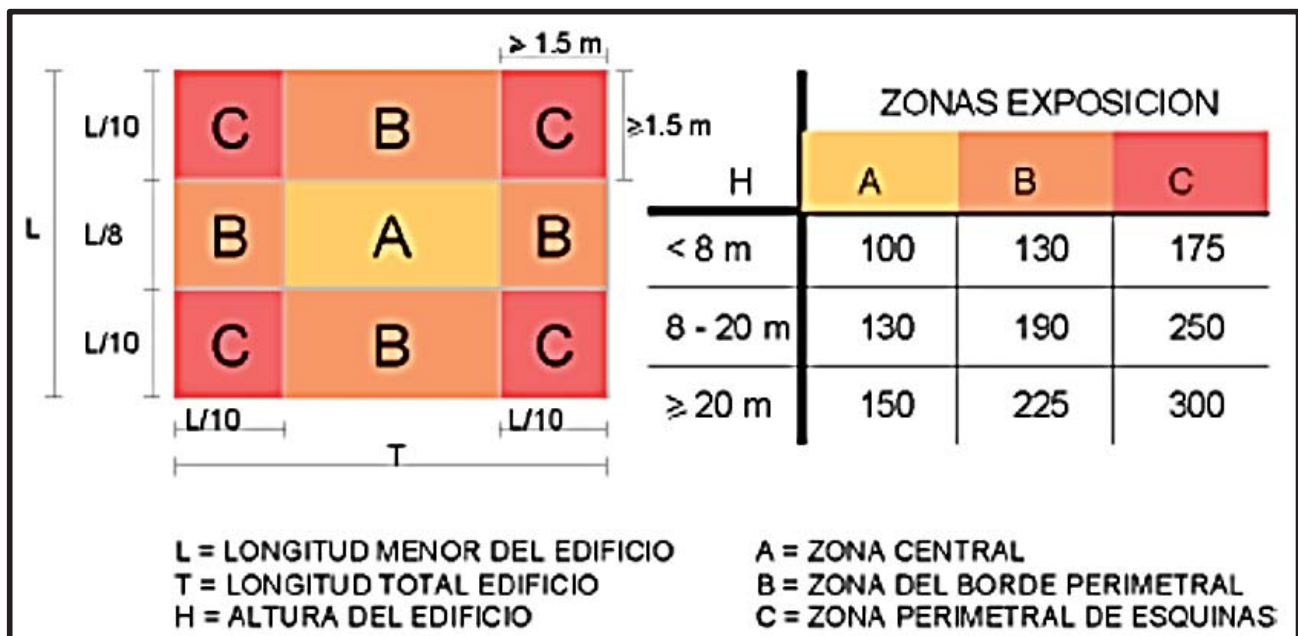 ⩾ 1.5 m
C B C
L/10
⩾1.5 m
L
L/8
B A B
L/10
C B C
L/10 L/10
T
ZONAS EXPOSICION
H A B C
< 8 m 100 130 175
8 - 20 m 130 190 250
⩾ 20 m 150 225 300
L = LONGITUD MENOR DEL EDIFICIO
T = LONGITUD TOTAL EDIFICIO
H = ALTURA DEL EDIFICIO
A = ZONA CENTRAL
B = ZONA DEL BORDE PERIMETRAL
C = ZONA PERIMETRAL DE ESQUINAS